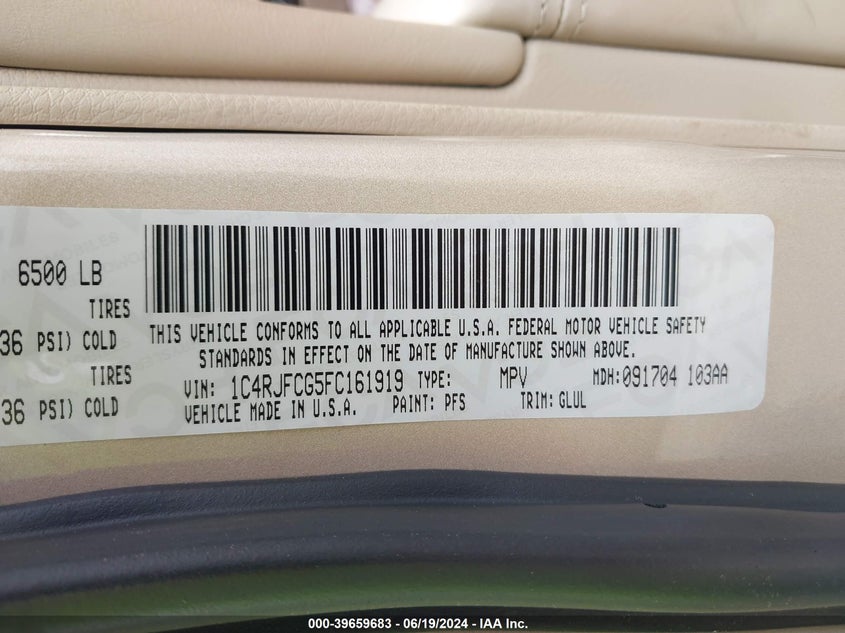 6500 LB
TIRES
36 PSI) COLD
TIRES
36 PSI) COLD
THIS VEHICLE CONFORMS TO ALL APPLICABLE U.S.A. FEDERAL MOTOR VEHICLE SAFETY
STANDARDS IN EFFECT ON THE DATE OF MANUFACTURE SHOWN ABOVE.
VIN: 1C4RJFCG5FC161919 TYPE: MPV MDH:091704 103AA
VEHICLE MADE IN U.S.A. PAINT: PFS TRIM: GLUL
000-39659683 - 06/19/2024 - IAA Inc.